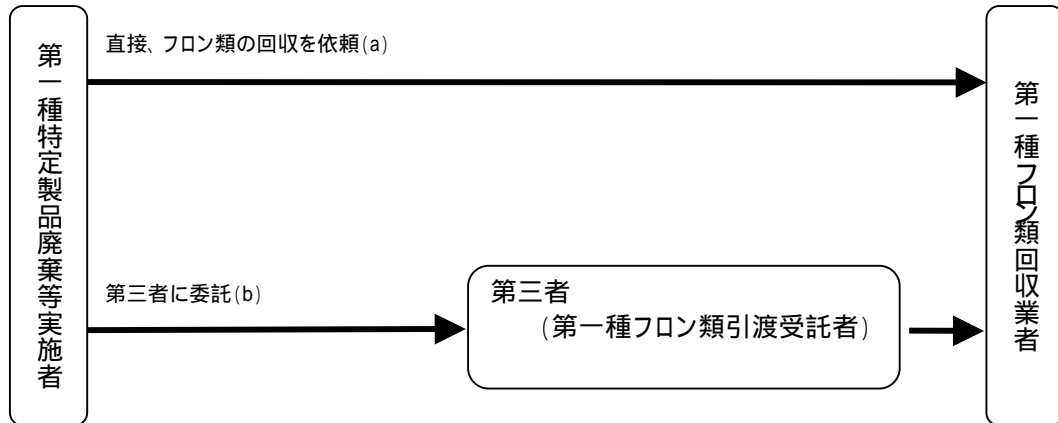 第一種特定製品廃棄等実施者
直接、フロン類の回収を依頼(a)
第三者に委託(b)
第三者
(第一種フロン類引渡受託者)
第一種フロン類回収業者